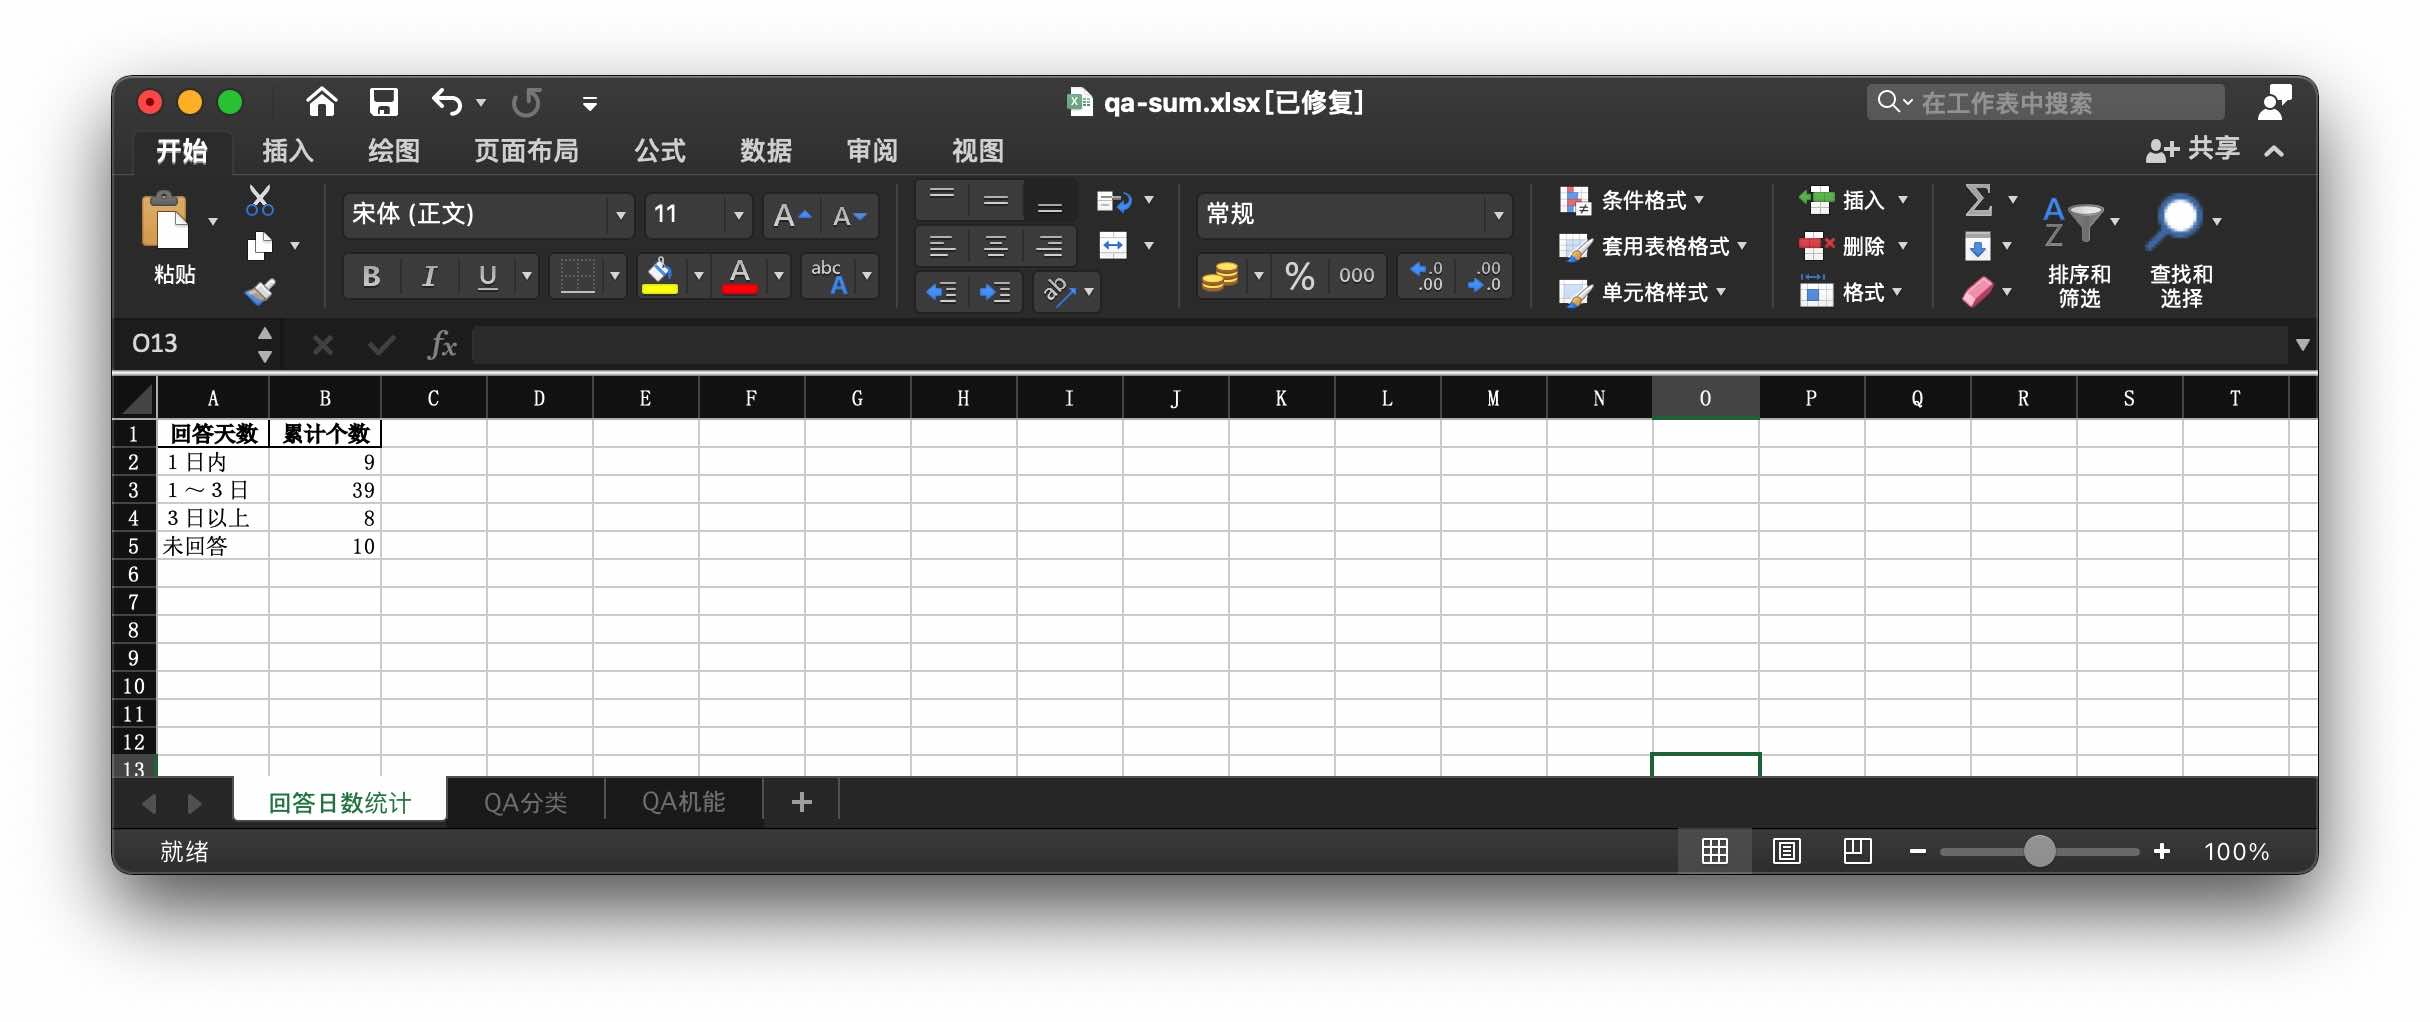 qa-sum.xlsx [已修复]
在工作表中搜索
开始 插入 绘图 页面布局 公式 数据 审阅 视图
共享
粘贴
宋体 (正文) 11
A A
B I U A abc A
ab
常规
% 000 .0 .00 .00 .0
条件格式
套用表格格式
单元格样式
插入
删除
格式
Σ
A Z
排序和
筛选
查找和
选择
O13 fx
A B C D E F G H I J K L M N O P Q R S T
1 回答天数 累计个数
2 1日内 9
3 1～3日 39
4 3日以上 8
5 未回答 10
6
7
8
9
10
11
12
13
回答日数统计 QA分类 QA机能 +
就绪
100%